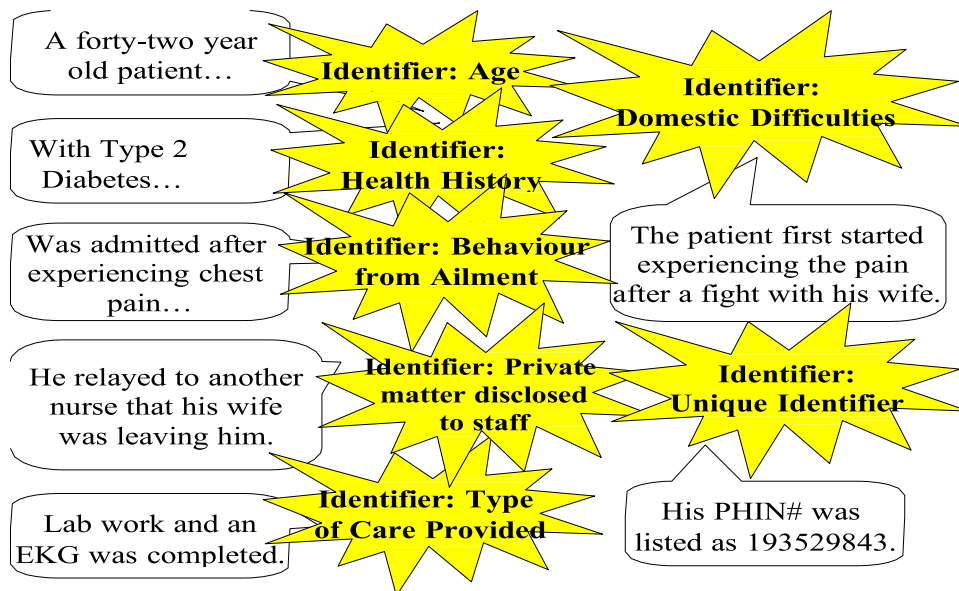 A forty-two year
old patient…
Identifier: Age
With Type 2
Diabetes…
Identifier:
Health History
Was admitted after
experiencing chest
pain…
Identifier: Behaviour
from Ailment
He relayed to another
nurse that his wife
was leaving him.
Identifier: Private
matter disclosed
to staff
Lab work and an
EKG was completed.
Identifier: Type
of Care Provided
Identifier:
Domestic Difficulties
The patient first started
experiencing the pain
after a fight with his wife.
Identifier:
Unique Identifier
His PHIN# was
listed as 193529843.